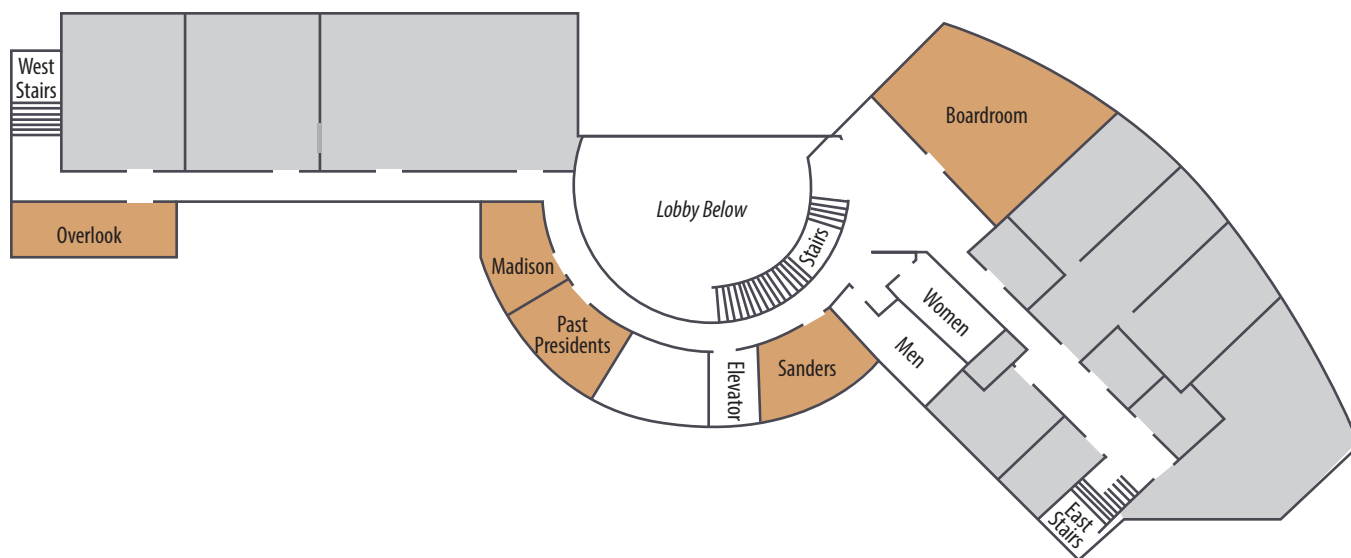 West
Stairs
Boardroom
Lobby Below
Overlook
Stairs
Madison
Women
Past
Presidents
Men
Elevator
Sanders
East
Stairs